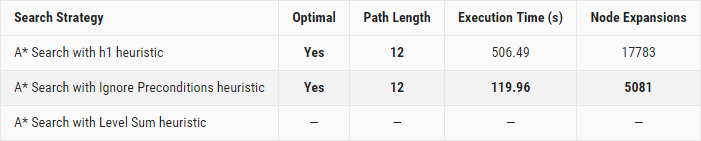 Search Strategy Optimal Path Length Execution Time (s) Node Expansions
A* Search with h1 heuristic Yes 12 506.49 17783
A* Search with Ignore Preconditions heuristic Yes 12 119.96 5081
A* Search with Level Sum heuristic — — — —